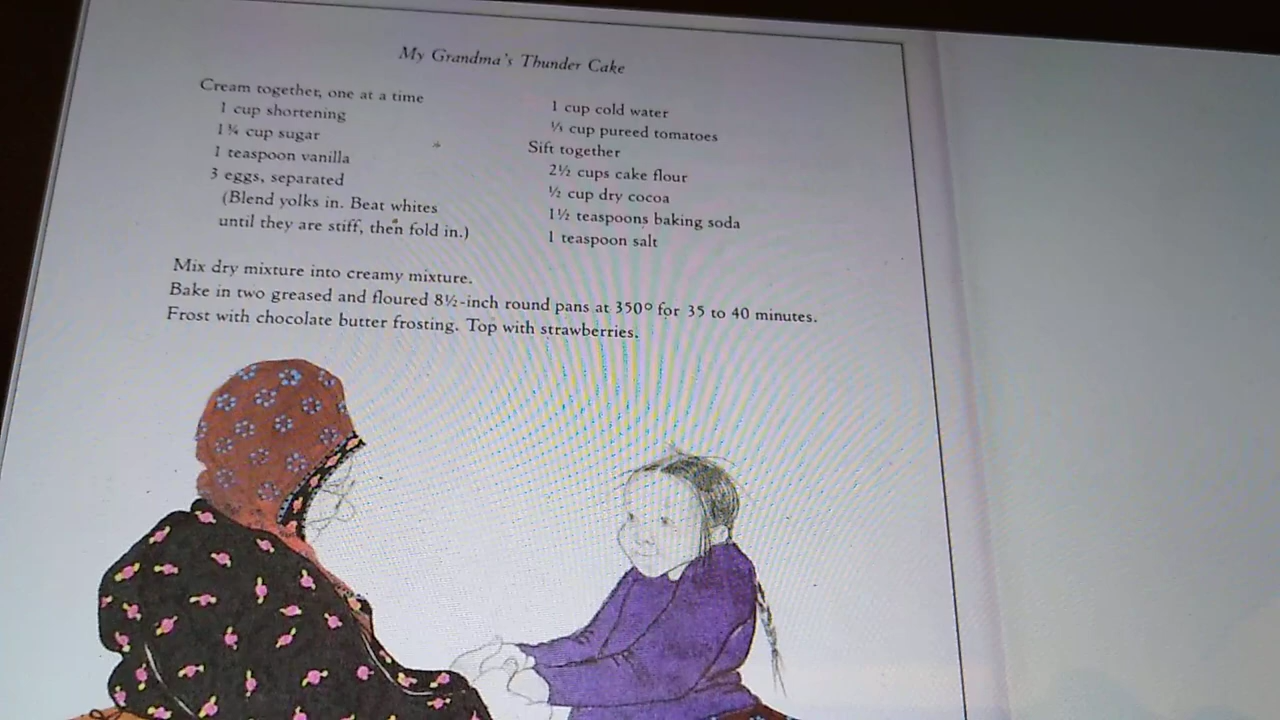 My Grandma's Thunder Cake
Cream together, one at a time
1 cup shortening
1¾ cup sugar
1 teaspoon vanilla
3 eggs, separated
(Blend yolks in. Beat whites
until they are stiff, then fold in.)
1 cup cold water
⅓ cup pureed tomatoes
Sift together
2½ cups cake flour
½ cup dry cocoa
1½ teaspoons baking soda
1 teaspoon salt
Mix dry mixture into creamy mixture.
Bake in two greased and floured 8½-inch round pans at 350° for 35 to 40 minutes.
Frost with chocolate butter frosting. Top with strawberries.